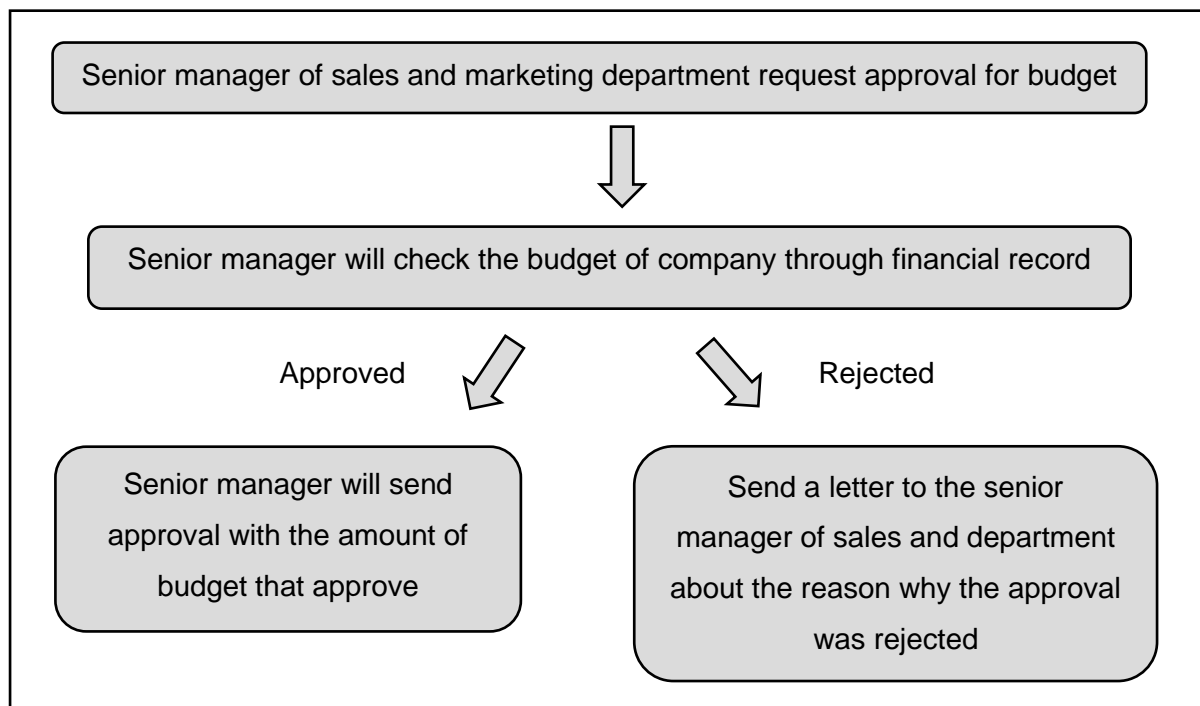 Senior manager of sales and marketing department request approval for budget
Senior manager will check the budget of company through financial record
Approved
Rejected
Senior manager will send
approval with the amount of
budget that approve
Send a letter to the senior
manager of sales and department
about the reason why the approval
was rejected